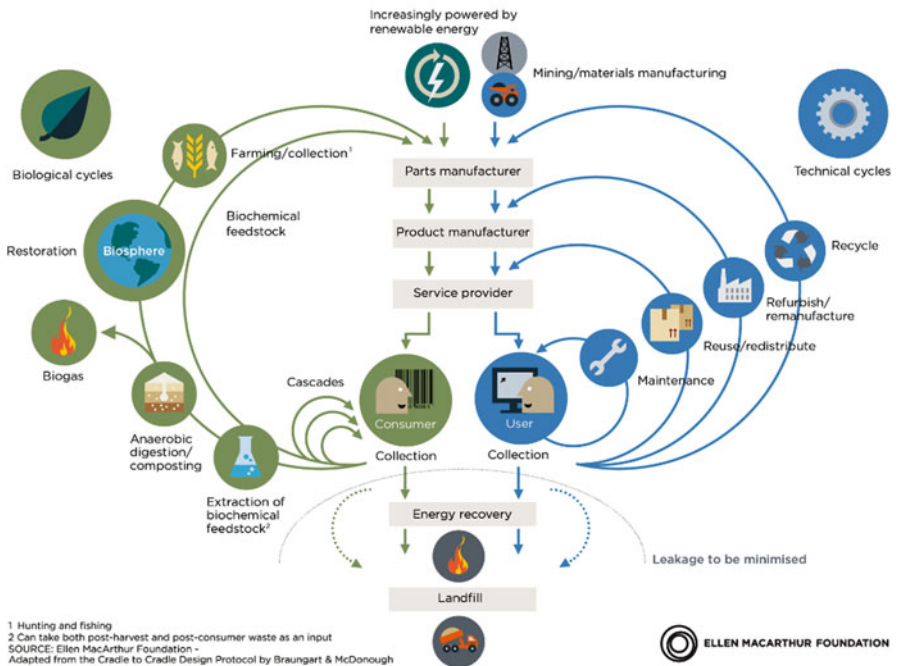 Increasingly powered by
renewable energy
Mining/materials manufacturing
Biological cycles
Technical cycles
Farming/collection¹
Parts manufacturer
Biochemical
feedstock
Product manufacturer
Restoration
Biosphere
Recycle
Service provider
Refurbish/
remanufacture
Biogas
Reuse/redistribute
Cascades
Maintenance
Consumer
User
Anaerobic
digestion/
composting
Collection
Collection
Extraction of
biochemical
feedstock²
Energy recovery
Leakage to be minimised
Landfill
1 Hunting and fishing
2 Can take both post-harvest and post-consumer waste as an input
SOURCE: Ellen MacArthur Foundation -
Adapted from the Cradle to Cradle Design Protocol by Braungart & McDonough
ELLEN MACARTHUR FOUNDATION